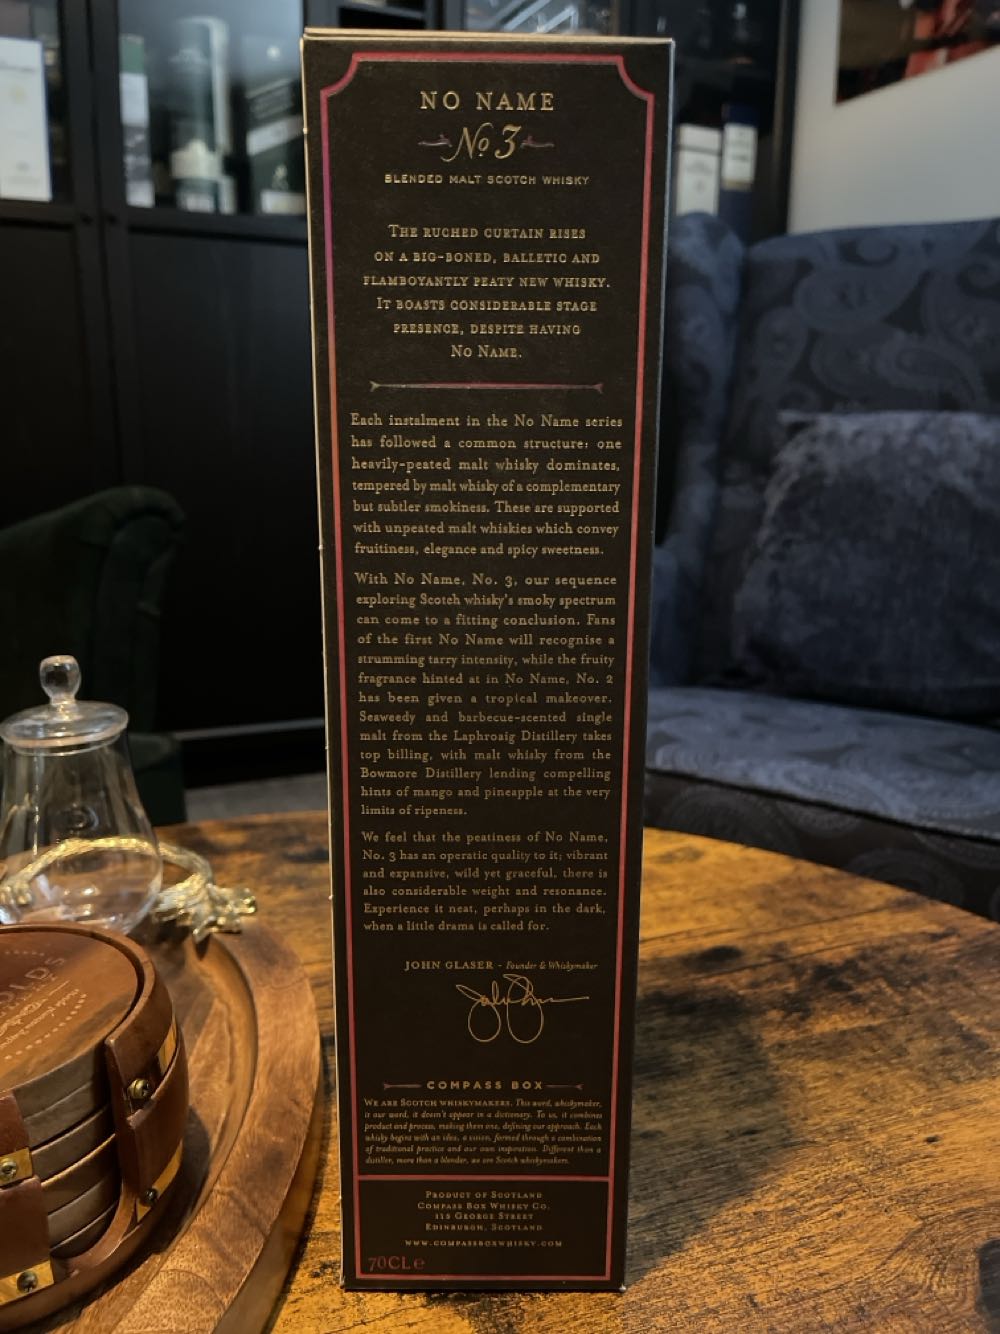 NO NAME
No 3
BLENDED MALT SCOTCH WHISKY
THE RUCHED CURTAIN RISES
ON A BIG-BONED, BALLETIC AND
FLAMBOYANTLY PEATY NEW WHISKY.
IT BOASTS CONSIDERABLE STAGE
PRESENCE, DESPITE HAVING
NO NAME.
Each instalment in the No Name series
has followed a common structure: one
heavily-peated malt whisky dominates,
tempered by malt whisky of a complementary
but subtler smokiness. These are supported
with unpeated malt whiskies which convey
fruitiness, elegance and spicy sweetness.
With No Name, No. 3, our sequence
exploring Scotch whisky's smoky spectrum
can come to a fitting conclusion. Fans
of the first No Name will recognise a
strumming tarry intensity, while the fruity
fragrance hinted at in No Name, No. 2
has been given a tropical makeover.
Seaweedy and barbecue-scented single
malt from the Laphroaig Distillery takes
top billing, with malt whisky from the
Bowmore Distillery lending compelling
hints of mango and pineapple at the very
limits of ripeness.
We feel that the peatiness of No Name,
No. 3 has an operatic quality to it; vibrant
and expansive, wild yet graceful, there is
also considerable weight and resonance.
Experience it neat, perhaps in the dark,
when a little drama is called for.
JOHN GLASER - Founder & Whiskymaker
COMPASS BOX
WE ARE SCOTCH WHISKYMAKERS. This word, whiskymaker,
it our word, it doesn't appear in a dictionary. To us, it combines
product and process, making them one, defining our approach. Each
whisky begins with an idea, a vision, formed through a combination
of traditional practice and our own inspiration. Different than a
distiller, more than a blender, we are Scotch whiskymakers.
PRODUCT OF SCOTLAND
COMPASS BOX WHISKY CO.
125 GEORGE STREET
EDINBURGH, SCOTLAND
WWW.COMPASSBOXWHISKY.COM
70CL e